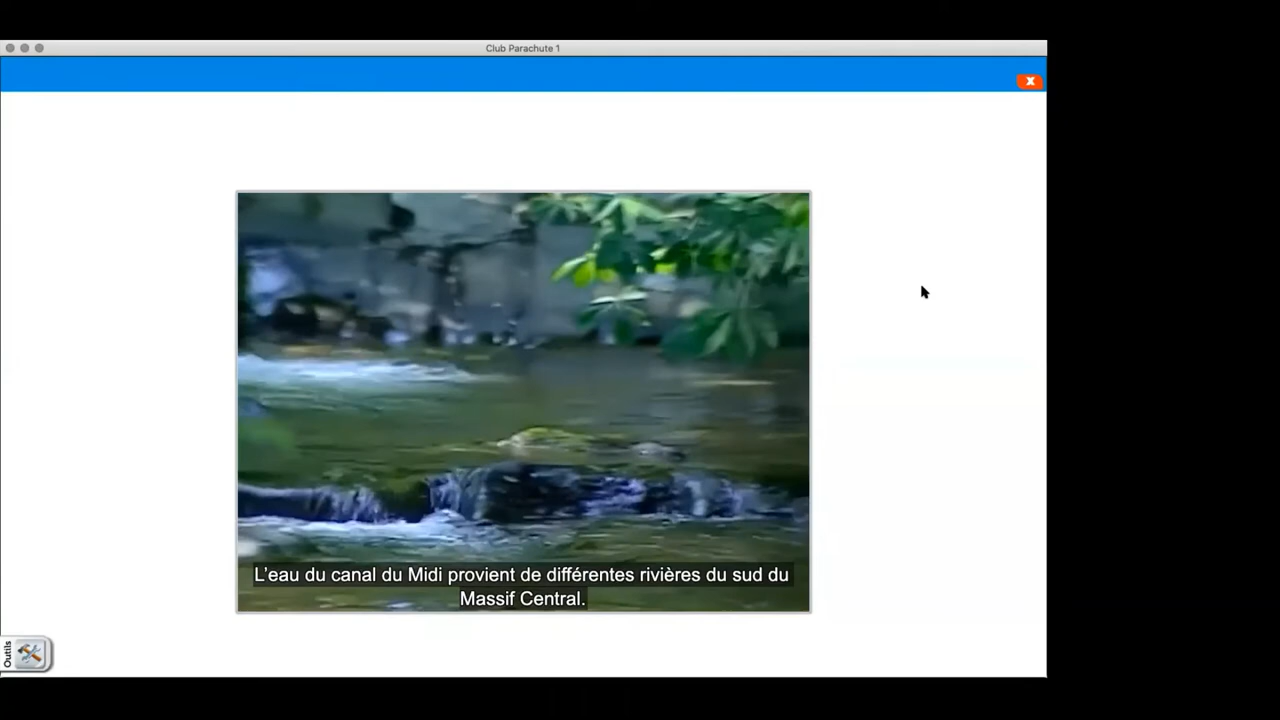 Club Parachute 1
X
L'eau du canal du Midi provient de différentes rivières du sud du
Massif Central.
Outils